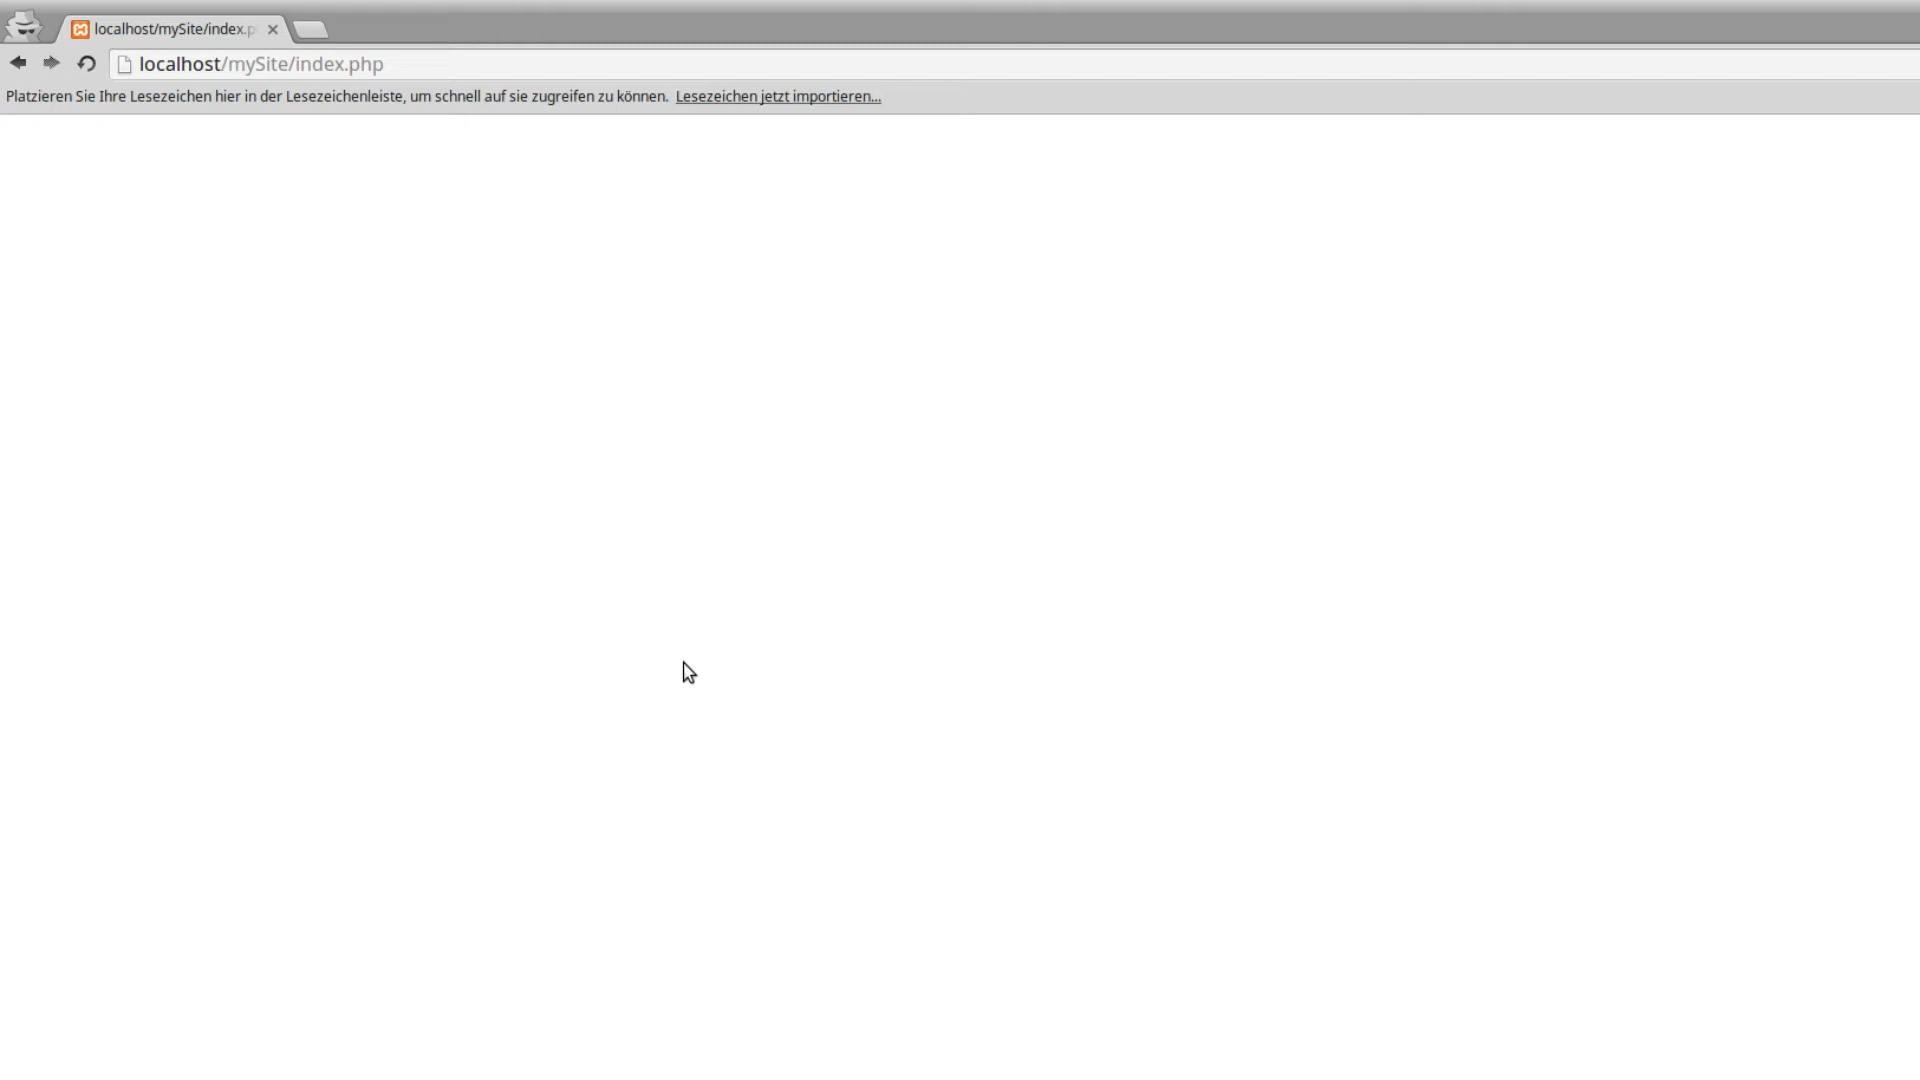 localhost/mySite/index.p
localhost/mySite/index.php
Platzieren Sie Ihre Lesezeichen hier in der Lesezeichenleiste, um schnell auf sie zugreifen zu können. Lesezeichen jetzt importieren...